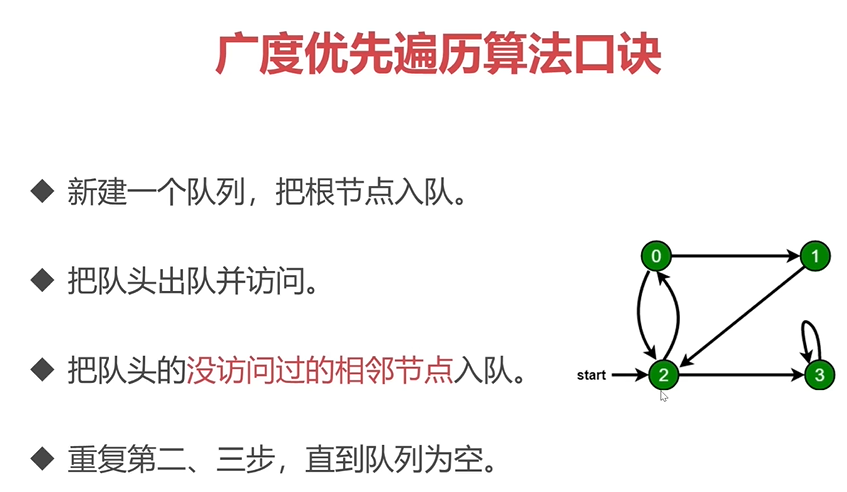 广度优先遍历算法口诀
新建一个队列，把根节点入队。
把队头出队并访问。
把队头的没访问过的相邻节点入队。
重复第二、三步，直到队列为空。
0
1
start
2
3